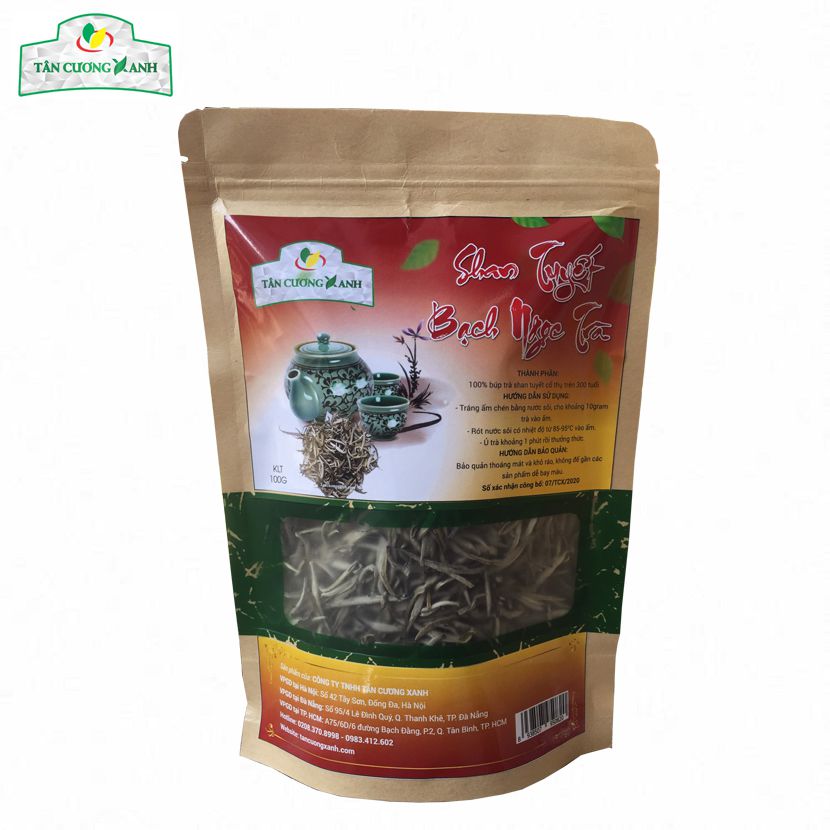 TÂN CƯƠNG XANH
TÂN CƯƠNG XANH
Shan Tuyết
Bạch Ngọc Trà
THÀNH PHẦN:
100% búp trà shan tuyết cổ thụ trên 300 tuổi
HƯỚNG DẪN SỬ DỤNG:
- Tráng ấm chén bằng nước sôi, cho khoảng 10gram
trà vào ấm.
- Rót nước sôi có nhiệt độ từ 85-95ºC vào ấm.
- Ủ trà khoảng 1 phút rồi thưởng thức.
HƯỚNG DẪN BẢO QUẢN:
Bảo quản thoáng mát và khô ráo, không để gần các
sản phẩm dễ bay mầu.
Số xác nhận công bố: 07/TCX/2020
KLT
100G
Sản phẩm của: CÔNG TY TNHH TÂN CƯƠNG XANH
VPGD tại Hà Nội: Số 42 Tây Sơn, Đống Đa, Hà Nội
VPGD tại Đà Nẵng: Số 95/4 Lê Đình Quý, Q. Thanh Khê, TP. Đà Nẵng
VPGD tại TP. HCM: A75/6D/6 đường Bạch Đằng, P.2, Q. Tân Bình, TP. HCM
Hotline: 0208.370.8998 - 0983.412.602
Website: tancuongxanh.com